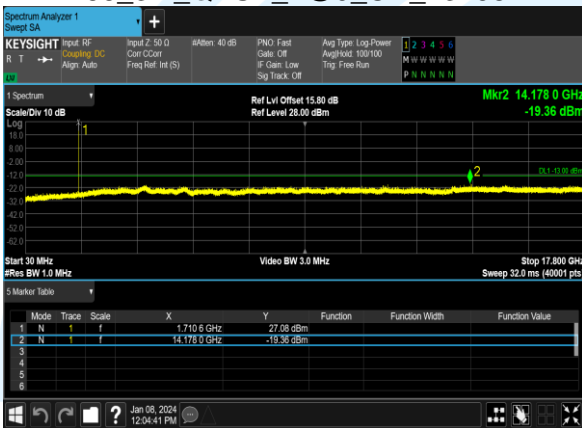 Spectrum Analyzer 1
Swept SA
+
KEYSIGHT Input: RF Input Z: 50 Ω #Atten: 40 dB PNO: Fast Avg Type: Log-Power 1 2 3 4 5 6
R T Coupling: DC Corr CCorr Gate: Off Avg|Hold: 100/100 M W W W W W
Align: Auto Freq Ref: Int (S) IF Gain: Low Trig: Free Run
Sig Track: Off P N N N N N
LW
1 Spectrum Ref Lvl Offset 15.80 dB Mkr2 14.178 0 GHz
Scale/Div 10 dB Ref Level 28.00 dBm -19.36 dBm
Log
18.0
8.00
-2.00
-12.0
-22.0
-32.0
-42.0
-52.0
-62.0
1
2
DL1 -13.00 dBm
Start 30 MHz Video BW 3.0 MHz Stop 17.800 GHz
#Res BW 1.0 MHz Sweep 32.0 ms (40001 pts
5 Marker Table
Mode Trace Scale X Y Function Function Width Function Value
1 N 1 f 1.710 6 GHz 27.08 dBm
2 N 1 f 14.178 0 GHz -19.36 dBm
3
4
5
6
? Jan 08, 2024
12:04:41 PM